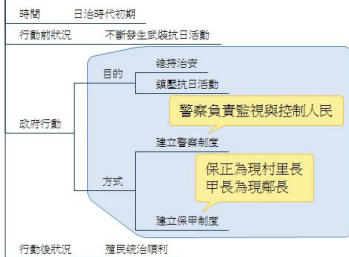 時間 日治時代初期
行動前狀況 不斷發生武裝抗日活動
政府行動
目的
維持治安
鎮壓抗日活動
警察負責監視與控制人民
方式
建立警察制度
保正為現村里長
甲長為現鄰長
建立保甲制度
行動後狀況 殖民統治順利